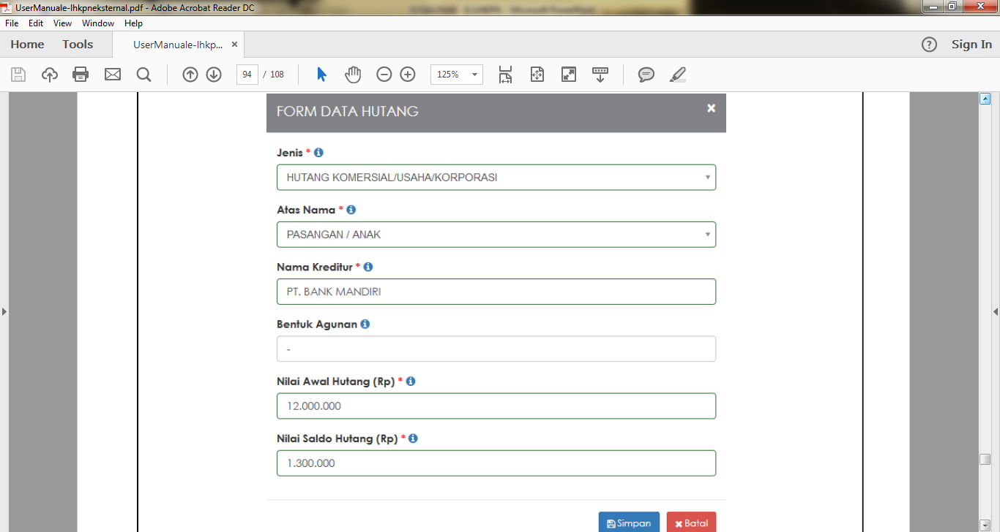 UserManuale-lhkpneksternal.pdf - Adobe Acrobat Reader DC
File Edit View Window Help
Home Tools UserManuale-lhkp... × ? Sign In
94 / 108 125%
FORM DATA HUTANG ×
Jenis *
HUTANG KOMERSIAL/USAHA/KORPORASI
Atas Nama *
PASANGAN / ANAK
Nama Kreditur *
PT. BANK MANDIRI
Bentuk Agunan
-
Nilai Awal Hutang (Rp) *
12.000.000
Nilai Saldo Hutang (Rp) *
1.300.000
Simpan Batal